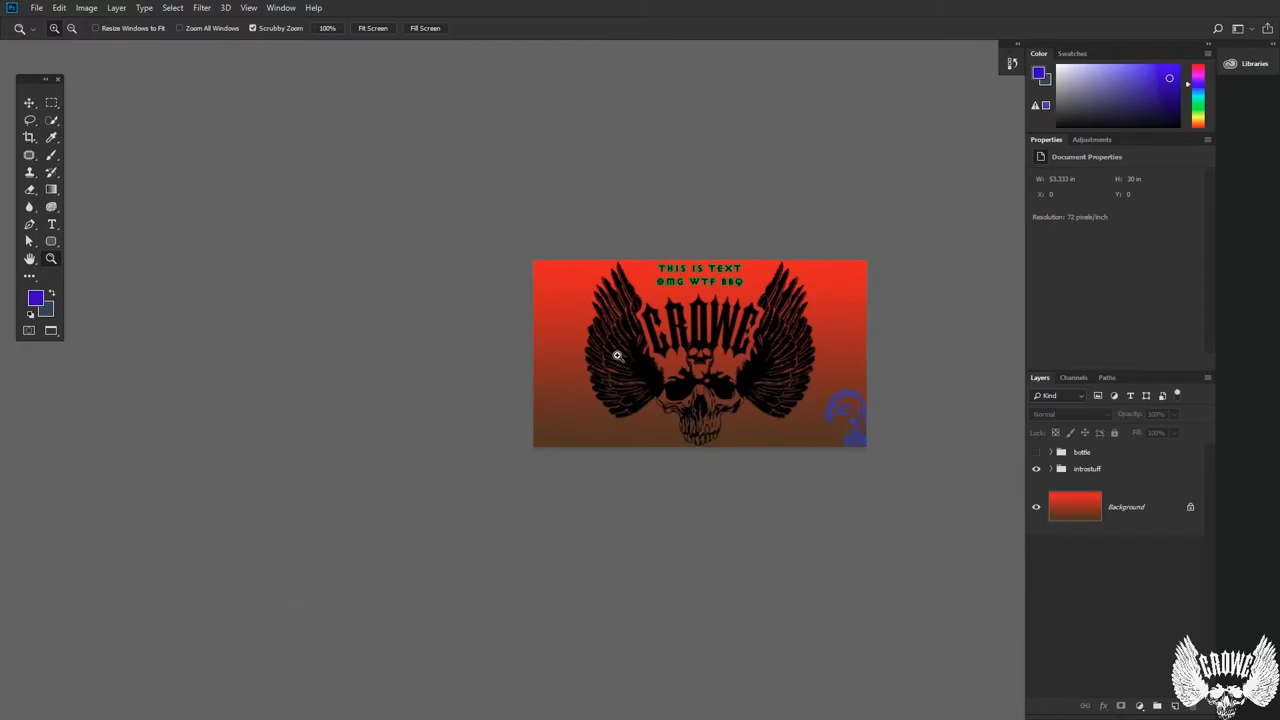 Ps File Edit Image Layer Type Select Filter 3D View Window Help
Resize Windows to Fit Zoom All Windows Scrubby Zoom 100% Fit Screen Fill Screen
Color Swatches
Libraries
Properties Adjustments
Document Properties
W: 53.333 in H: 30 in
X: 0 Y: 0
Resolution: 72 pixels/inch
THIS IS TEXT
OMG WTF BBQ
CROWE
Layers Channels Paths
Kind
Normal Opacity: 100%
Lock: Fill: 100%
bottle
introstuff
Background
fx
CROWE